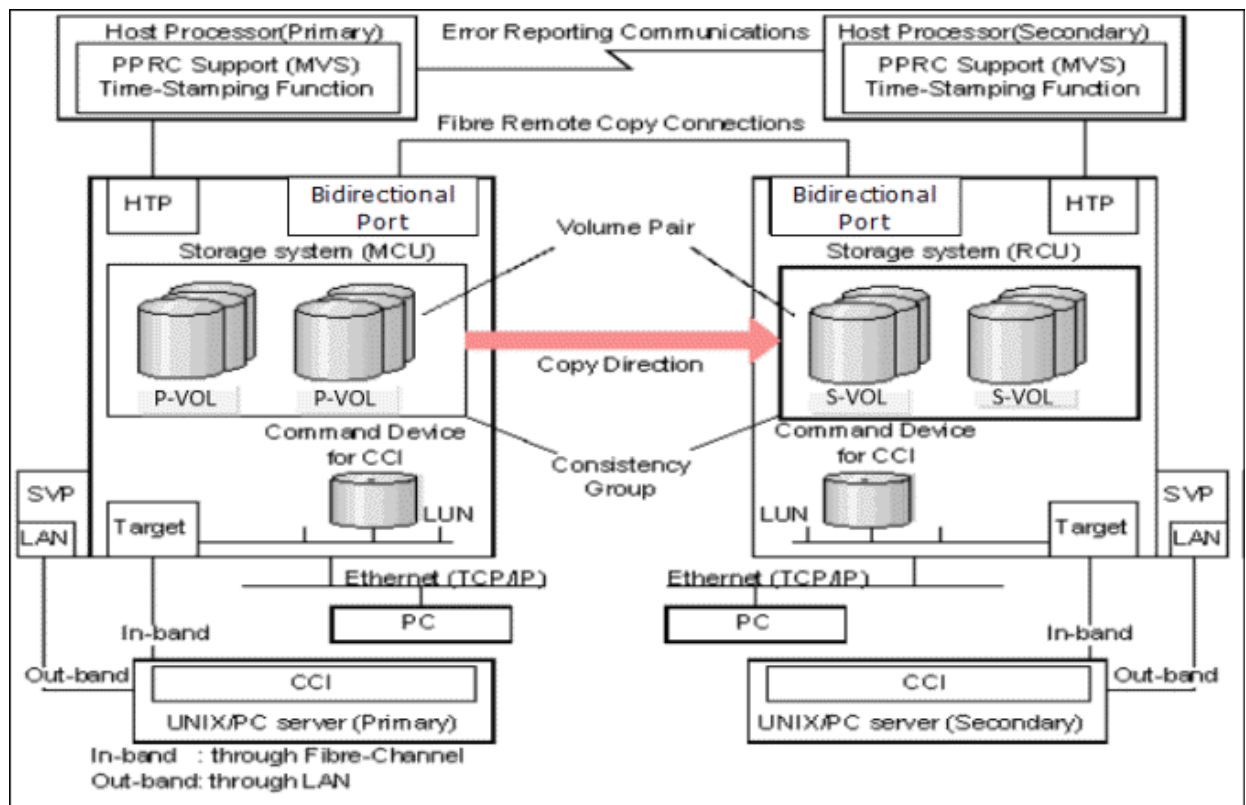 Host Processor(Primary)
Error Reporting Communications
Host Processor(Secondary)
PPRC Support (MVS)
Time-Stamping Function
PPRC Support (MVS)
Time-Stamping Function
Fibre Remote Copy Connections
HTP
Bidirectional
Port
Bidirectional
Port
HTP
Volume Pair
Storage system (MCU)
Storage system (RCU)
Copy Direction
P-VOL
P-VOL
S-VOL
S-VOL
Command Device
for CCI
Command Device
for CCI
Consistency
Group
SVP
LAN
Target
LUN
LUN
Target
SVP
LAN
Ethernet (TCP/IP)
Ethernet (TCP/IP)
PC
PC
In-band
In-band
Out-band
Out-band
CCI
CCI
UNIX/PC server (Primary)
UNIX/PC server (Secondary)
In-band : through Fibre-Channel
Out-band: through LAN